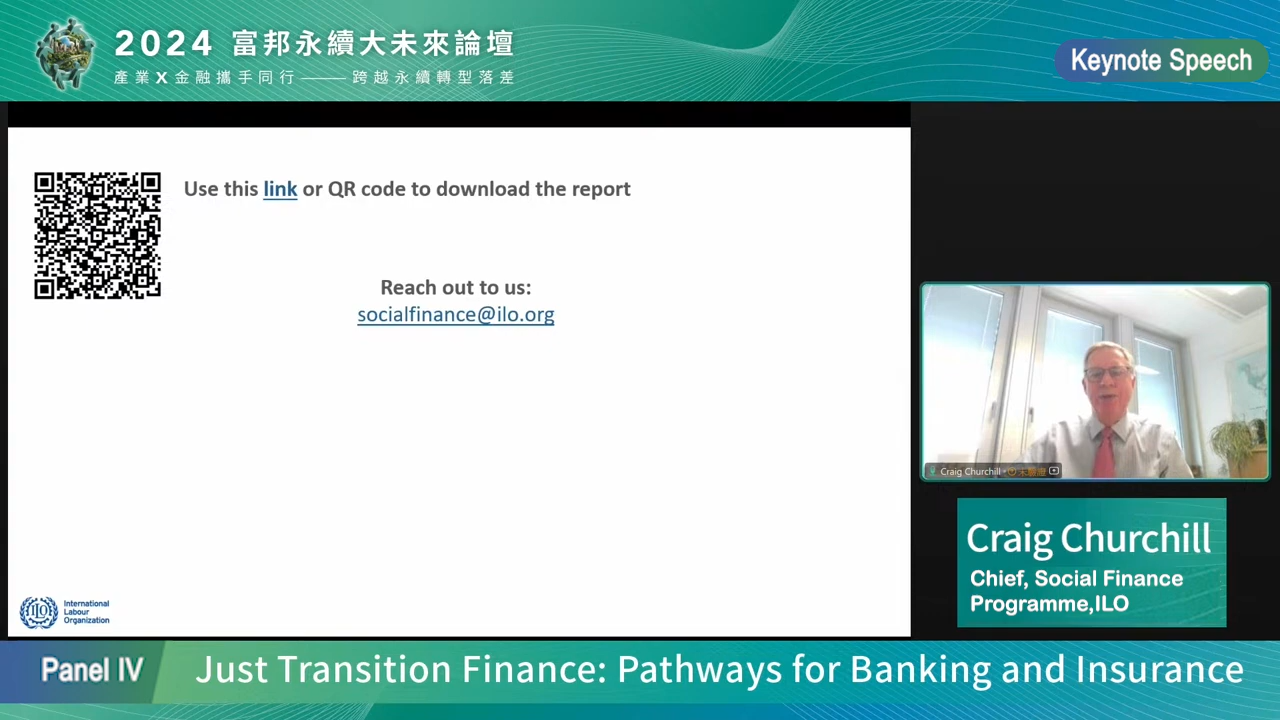 2024 富邦永續大未來論壇
產業X金融攜手同行——跨越永續轉型落差
Keynote Speech
Use this link or QR code to download the report
Reach out to us:
socialfinance@ilo.org
Craig Churchill
Craig Churchill
Chief, Social Finance
Programme,ILO
ILO
International
Labour
Organization
Panel IV
Just Transition Finance: Pathways for Banking and Insurance